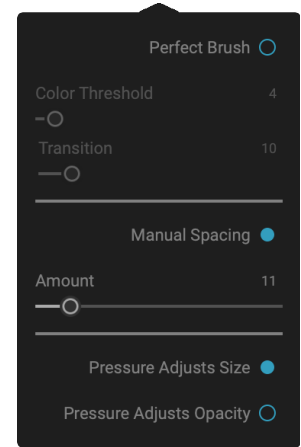 Perfect Brush
Color Threshold 4
Transition 10
Manual Spacing
Amount 11
Pressure Adjusts Size
Pressure Adjusts Opacity